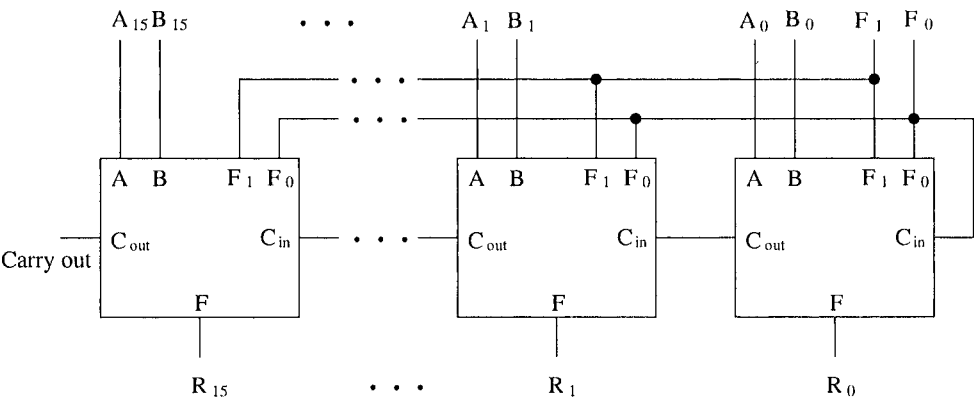 A15 B15 . . . A1 B1 A0 B0 F1 F0
. . .
. . .
A B F1 F0 A B F1 F0 A B F1 F0
Cout Cin . . . Cout Cin Cout Cin
Carry out
F F F
R15 . . . R1 R0